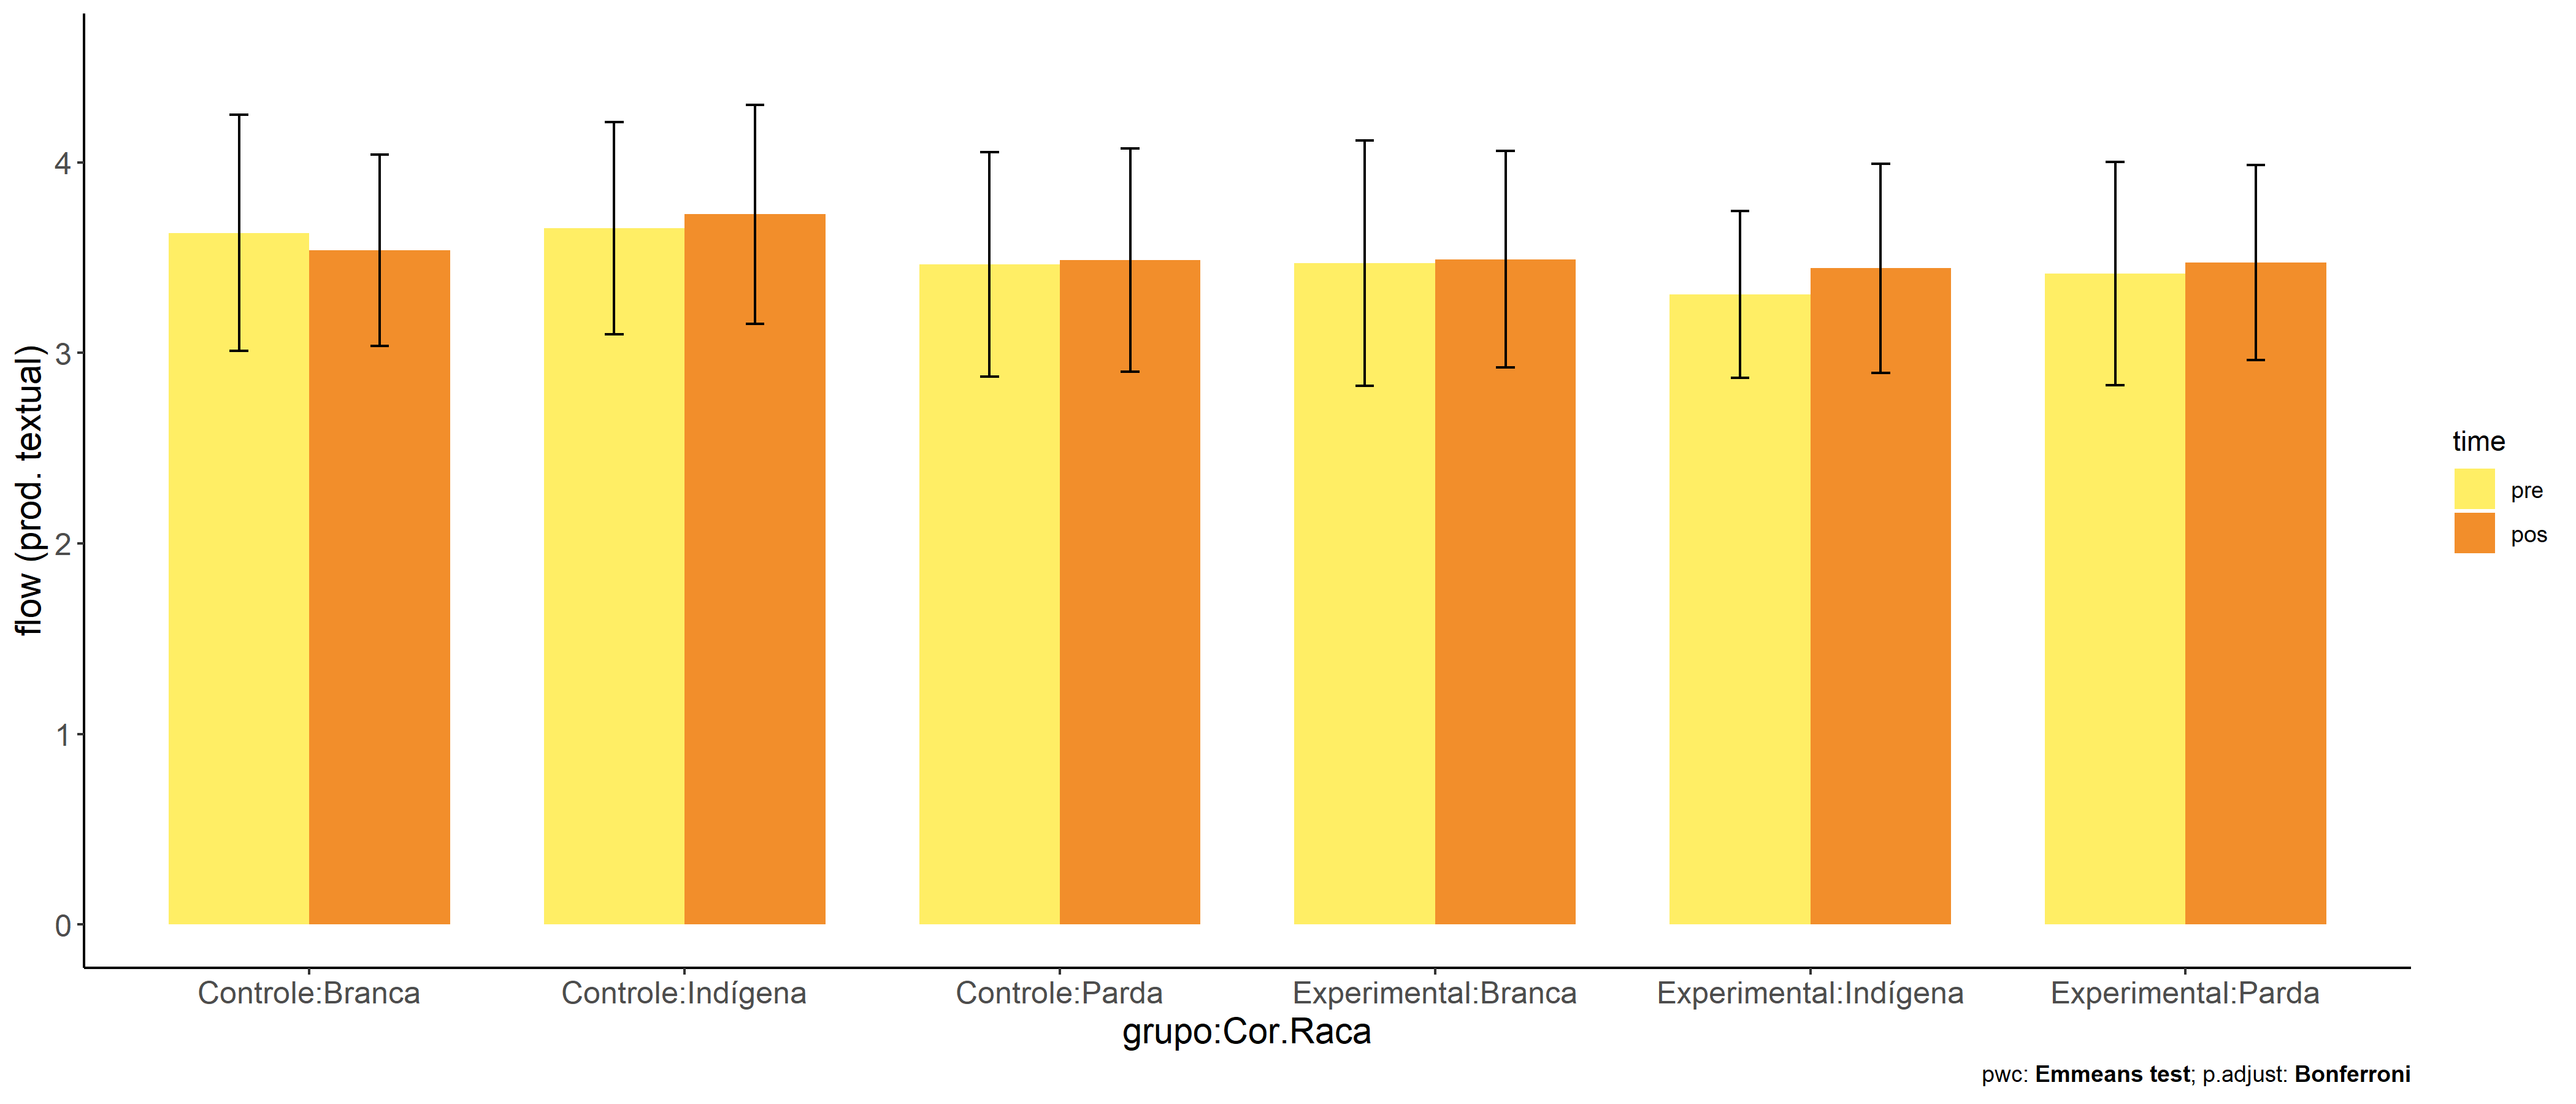 flow (prod. textual)
4
3
2
1
0
Controle:Branca
Controle:Indígena
Controle:Parda
Experimental:Branca
Experimental:Indígena
Experimental:Parda
grupo:Cor.Raca
time
pre
pos
pwc: Emmeans test; p.adjust: Bonferroni